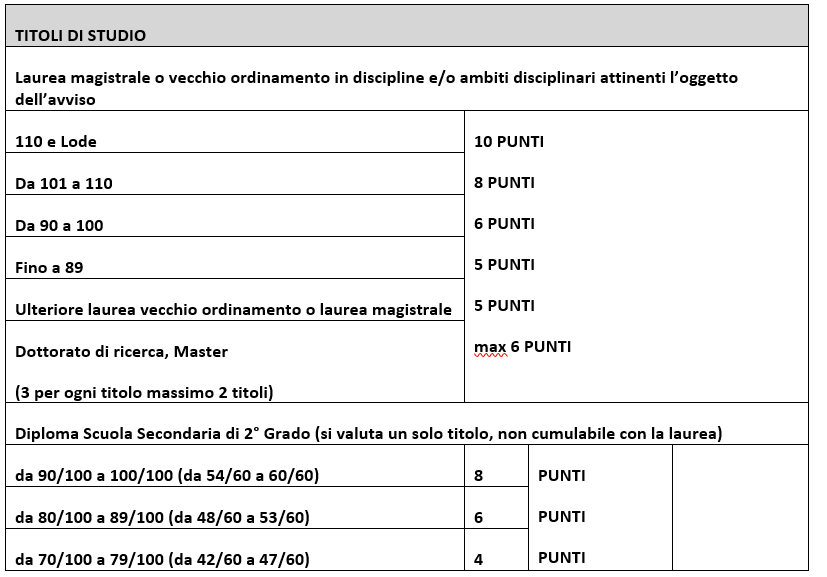 TITOLI DI STUDIO
Laurea magistrale o vecchio ordinamento in discipline e/o ambiti disciplinari attinenti l’oggetto
dell’avviso
110 e Lode 10 PUNTI
Da 101 a 110 8 PUNTI
Da 90 a 100 6 PUNTI
Fino a 89 5 PUNTI
Ulteriore laurea vecchio ordinamento o laurea magistrale 5 PUNTI
Dottorato di ricerca, Master max 6 PUNTI
(3 per ogni titolo massimo 2 titoli)
Diploma Scuola Secondaria di 2° Grado (si valuta un solo titolo, non cumulabile con la laurea)
da 90/100 a 100/100 (da 54/60 a 60/60) 8 PUNTI
da 80/100 a 89/100 (da 48/60 a 53/60) 6 PUNTI
da 70/100 a 79/100 (da 42/60 a 47/60) 4 PUNTI